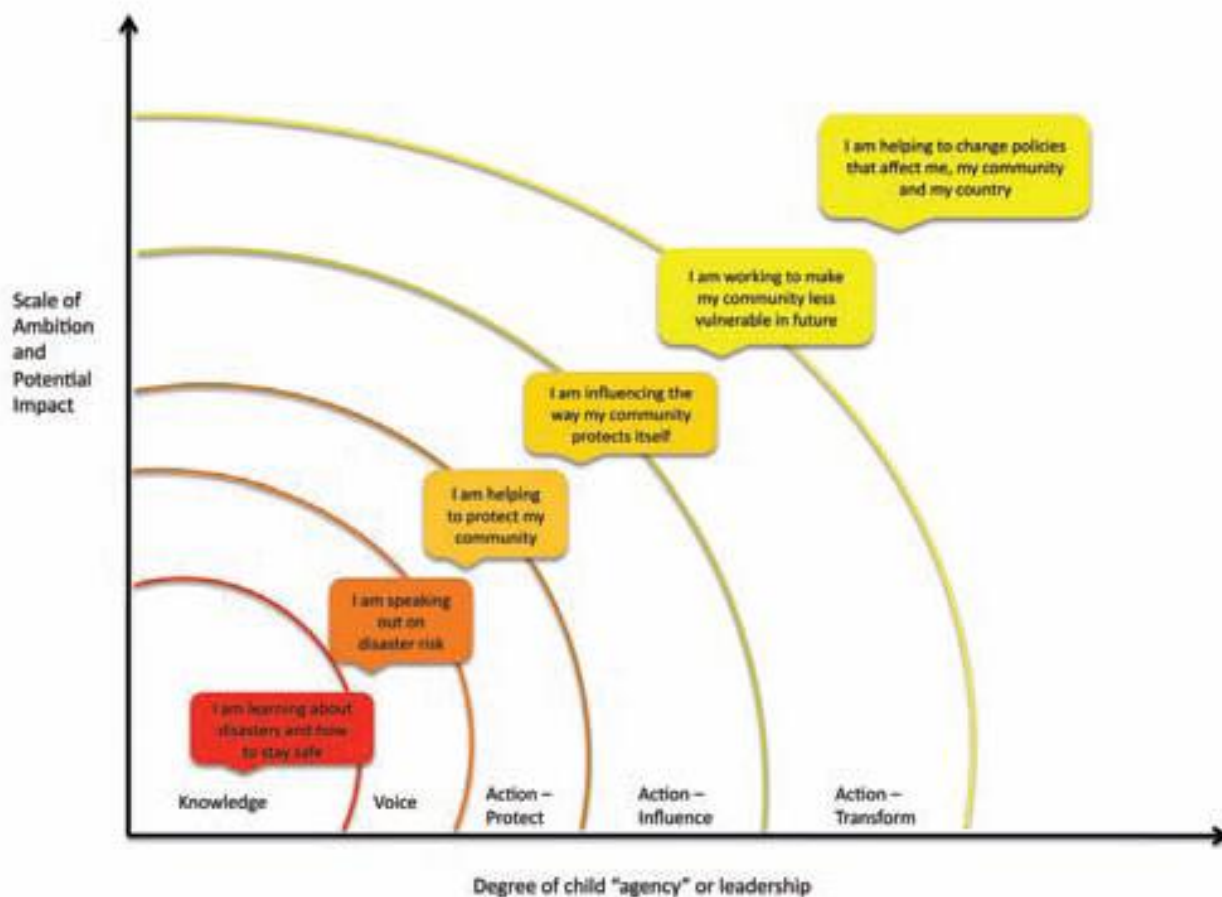 I am helping to change policies
that affect me, my community
and my country
I am working to make
my community less
vulnerable in future
Scale of
Ambition
and
Potential
Impact
I am influencing the
way my community
protects itself
I am helping
to protect my
community
I am speaking
out on
disaster risk
I am learning about
disasters and how
to stay safe
Knowledge
Voice
Action –
Protect
Action –
Influence
Action –
Transform
Degree of child "agency" or leadership